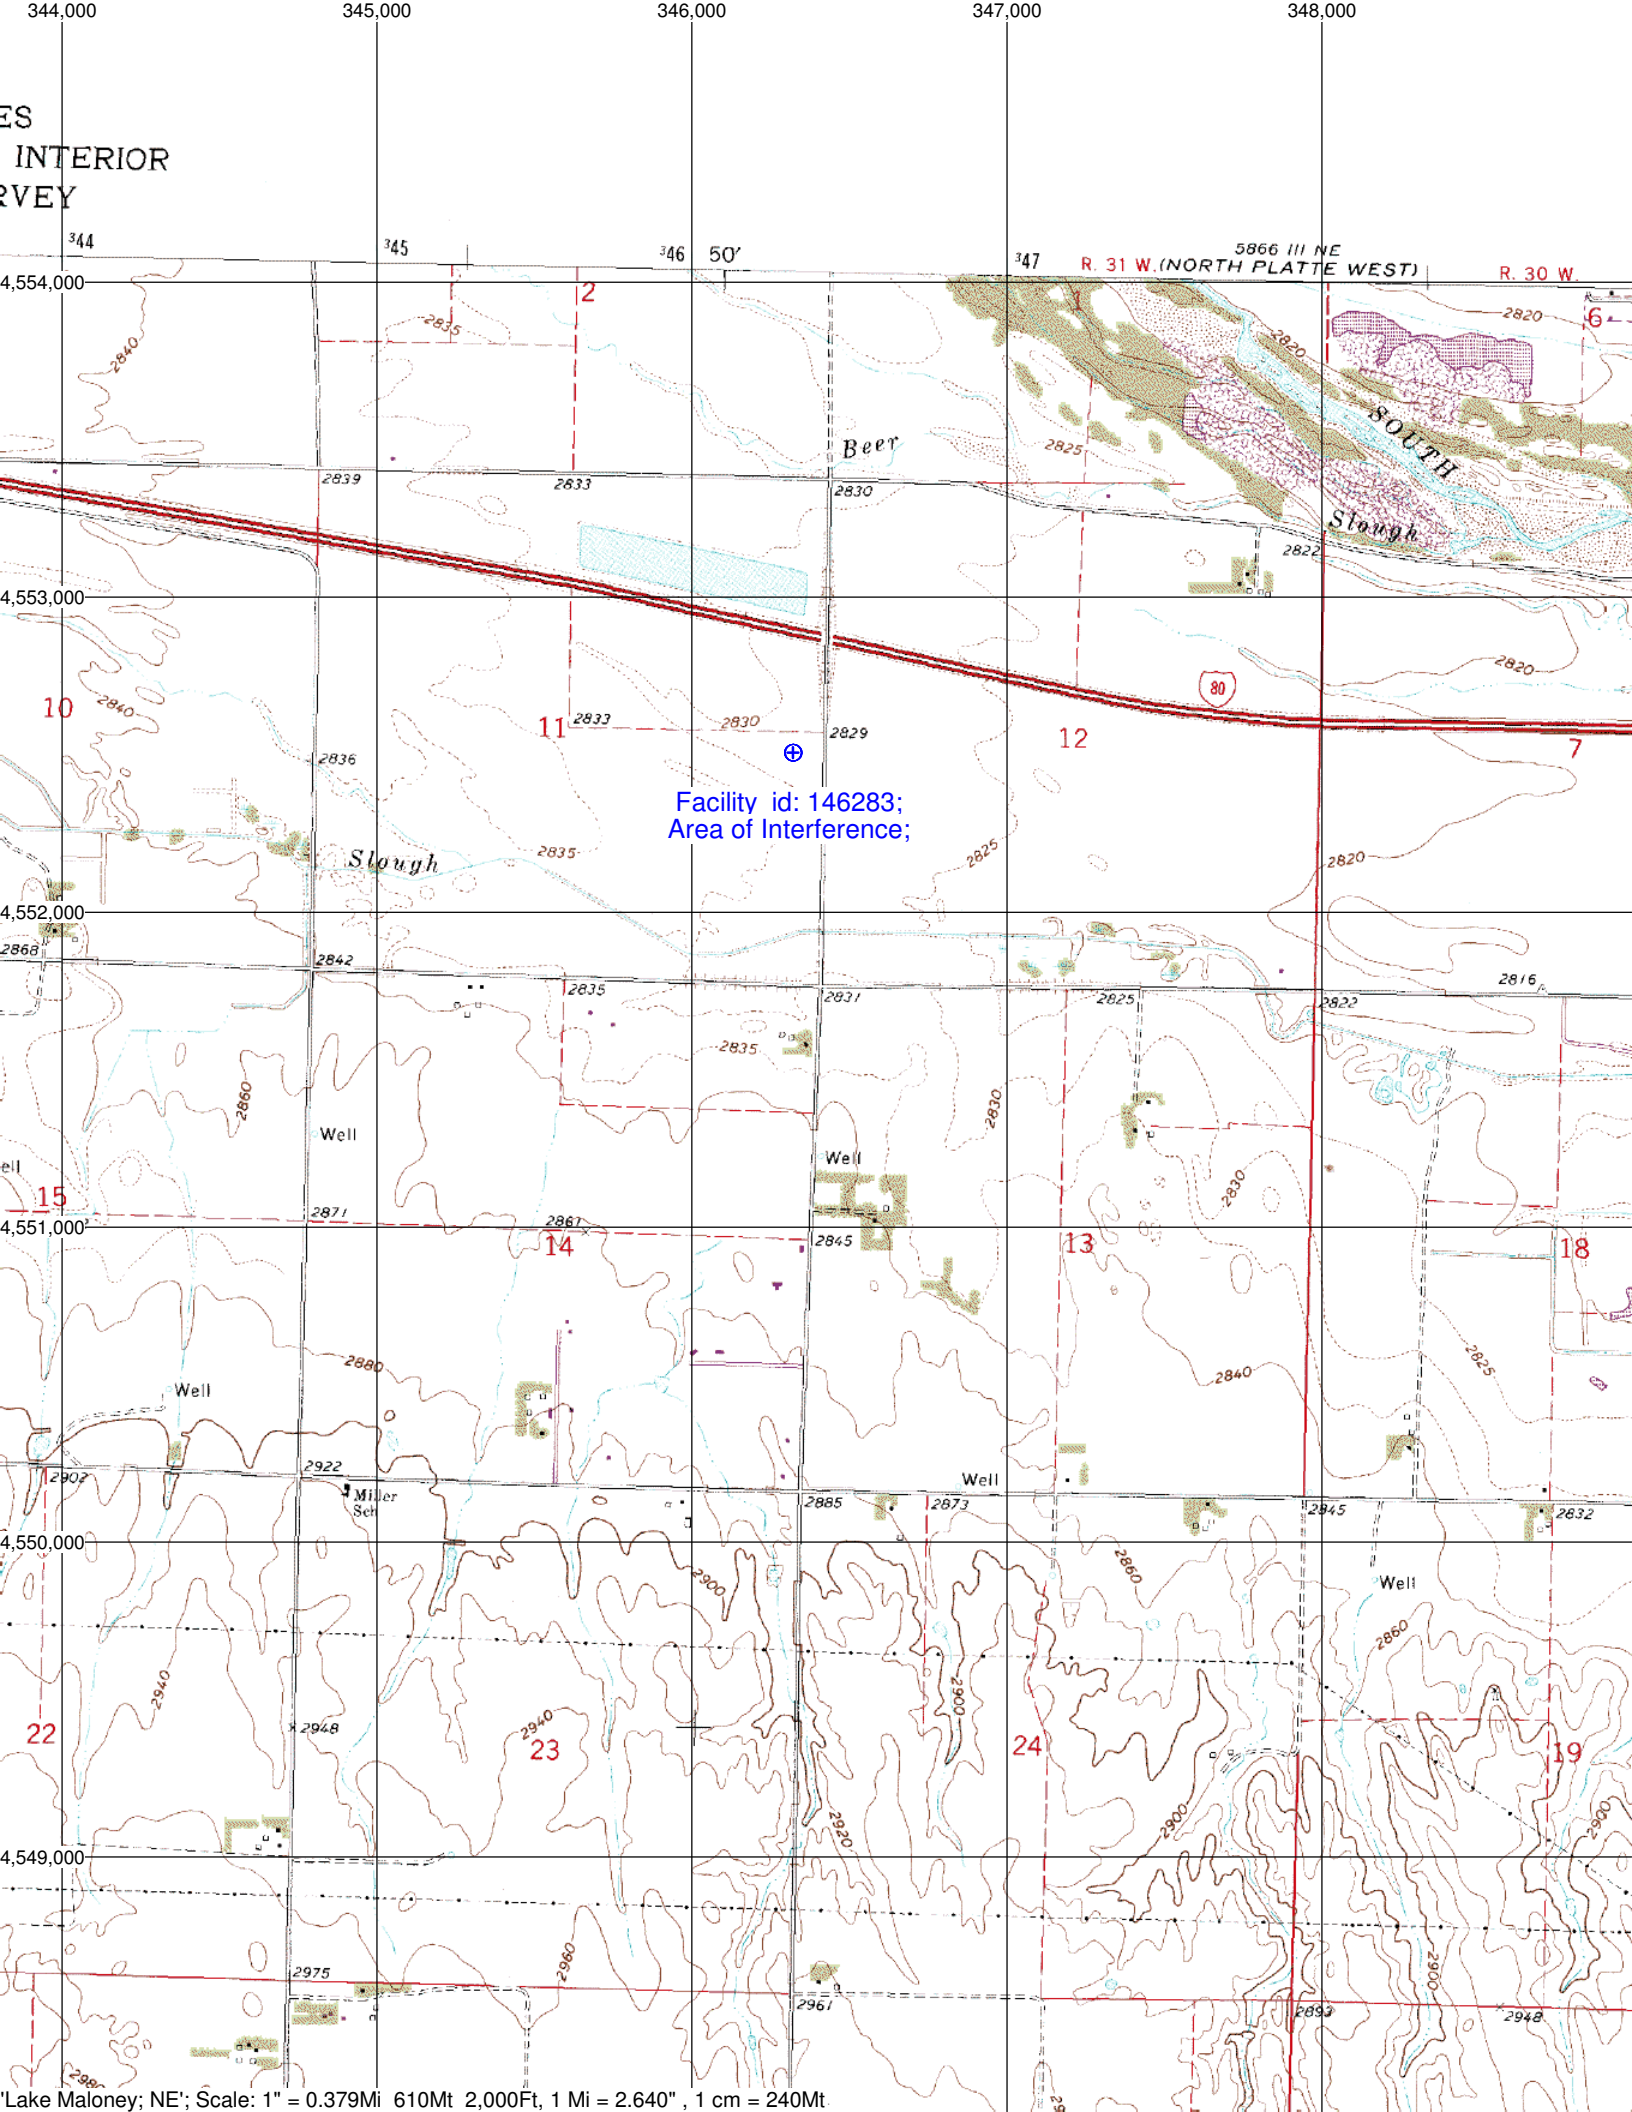 344,000 345,000 346,000 347,000 348,000
ES
INTERIOR
RVEY
344 345 346 50' 347 5866 III NE
R. 31 W. (NORTH PLATTE WEST) R. 30 W.
4,554,000
2 1 2820 6
2835
2840 2820
SOUTH
Beer
2825
2839 2833 2830
Slough
2822
4,553,000
2820
80
10 2840 11 2833 2830 2829 12 7
2836
Facility id: 146283;
Area of Interference;
Slough 2835 2825 2820
4,552,000
2868 2842 2835 2831 2825 2822 2816
2835
2860 2830
Well
ell Well
15 2830
2871 2861
4,551,000
14 2845 13 18
2880 2840 2825
Well
2902 2922 Well
Miller
Sch
2885 2873 2845 2832
4,550,000
2900 2860 Well
2860
2940 2900
22 2948 2940 23 24 19
2920 2900 2900
4,549,000
2975 2960 2900
2961 2893 2948
298
29
'Lake Maloney; NE'; Scale: 1" = 0.379Mi 610Mt 2,000Ft, 1 Mi = 2.640" , 1 cm = 240Mt